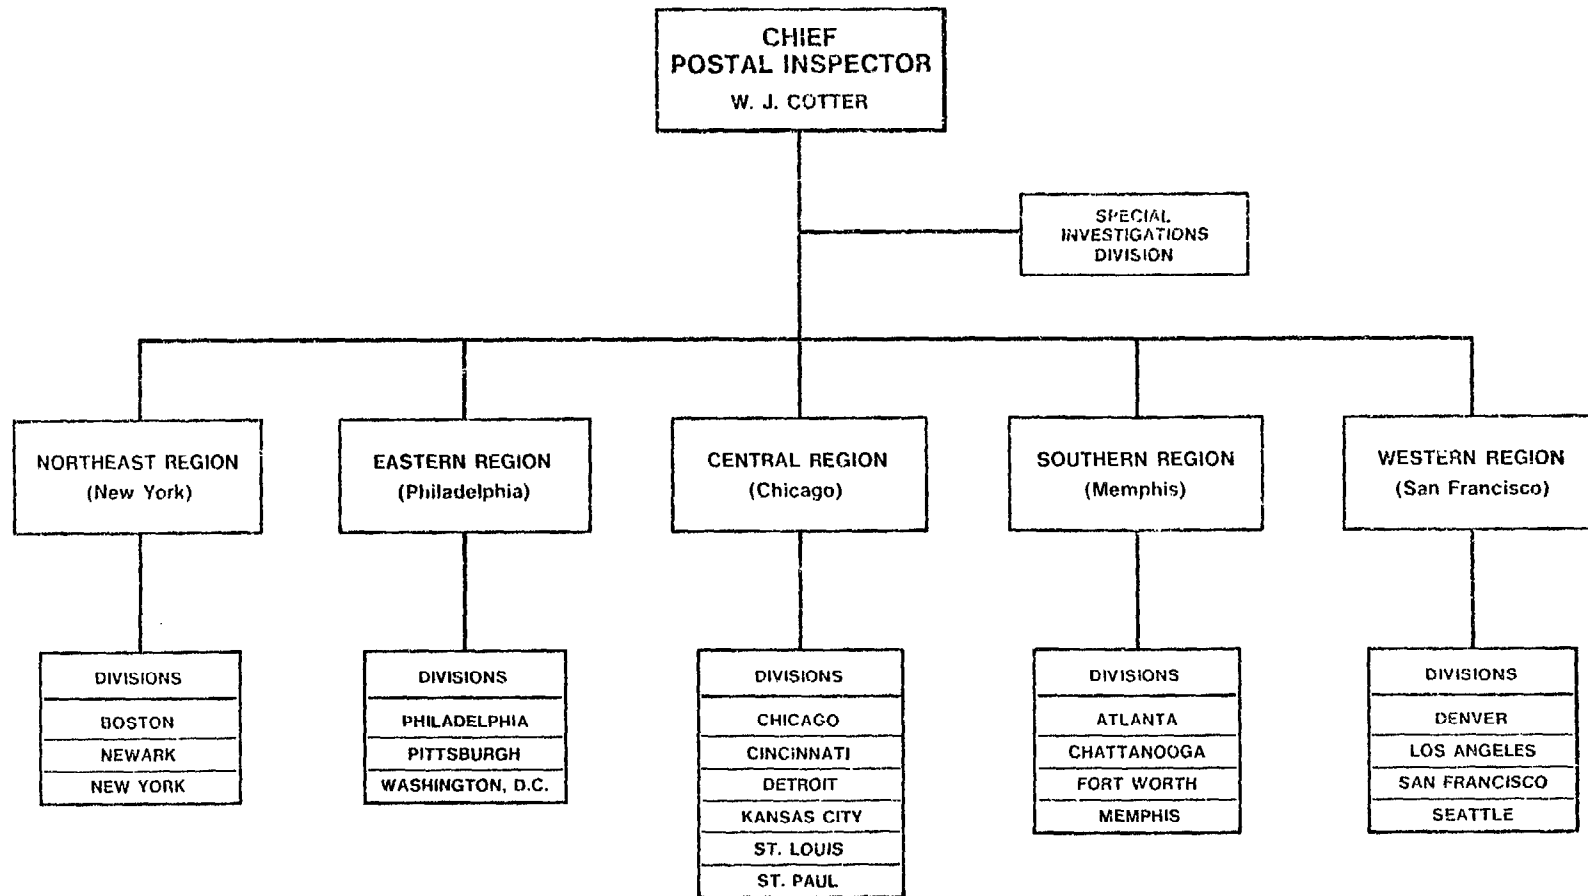 CHIEF
POSTAL INSPECTOR
W. J. COTTER
SPECIAL
INVESTIGATIONS
DIVISION
NORTHEAST REGION
(New York)
EASTERN REGION
(Philadelphia)
CENTRAL REGION
(Chicago)
SOUTHERN REGION
(Memphis)
WESTERN REGION
(San Francisco)
DIVISIONS
BOSTON
NEWARK
NEW YORK
DIVISIONS
PHILADELPHIA
PITTSBURGH
WASHINGTON, D.C.
DIVISIONS
CHICAGO
CINCINNATI
DETROIT
KANSAS CITY
ST. LOUIS
ST. PAUL
DIVISIONS
ATLANTA
CHATTANOOGA
FORT WORTH
MEMPHIS
DIVISIONS
DENVER
LOS ANGELES
SAN FRANCISCO
SEATTLE